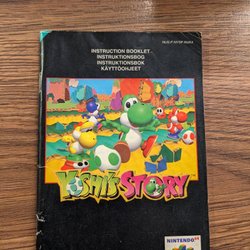 INSTRUCTION BOOKLET
INSTRUKTIONSBOG
INSTRUKTIONSBOK
KÄYTTÖOHJEET
YOSHI'S STORY
NINTENDO 64